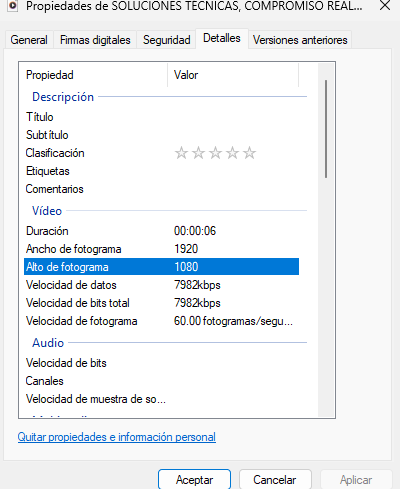 Propiedades de SOLUCIONES TECNICAS, COMPROMISO REAL...
General Firmas digitales Seguridad Detalles Versiones anteriores
Propiedad Valor
Descripción
Título
Subtítulo
Clasificación
Etiquetas
Comentarios
Vídeo
Duración 00:00:06
Ancho de fotograma 1920
Alto de fotograma 1080
Velocidad de datos 7982kbps
Velocidad de bits total 7982kbps
Velocidad de fotograma 60.00 fotogramas/segu...
Audio
Velocidad de bits
Canales
Velocidad de muestra de so...
Quitar propiedades e información personal
Aceptar Cancelar Aplicar